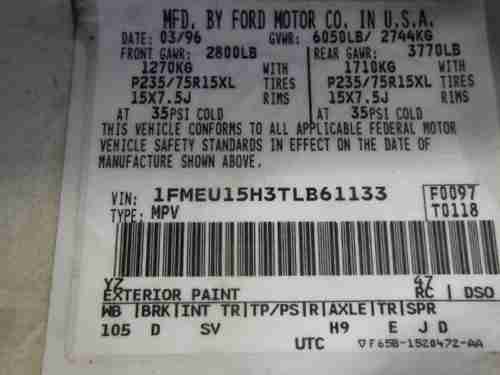 MFD. BY FORD MOTOR CO. IN U.S.A.
DATE: 03/96 GVWR: 6050LB/ 2744KG
FRONT GAWR: 2800LB REAR GAWR: 3770LB
1270KG WITH 1710KG WITH
P235/75R15XL TIRES P235/75R15XL TIRES
15X7.5J RIMS 15X7.5J RIMS
AT 35PSI COLD AT 35PSI COLD
THIS VEHICLE CONFORMS TO ALL APPLICABLE FEDERAL MOTOR
VEHICLE SAFETY STANDARDS IN EFFECT ON THE DATE OF
MANUFACTURE SHOWN ABOVE.
VIN: 1FMEU15H3TLB61133 F0097
TYPE: MPV T0118
YZ 47
EXTERIOR PAINT RC DSO
WB BRK INT TR TP/PS R AXLE TR SPR
105 D SV H9 E J D
UTC ▽F65B-1520472-AA